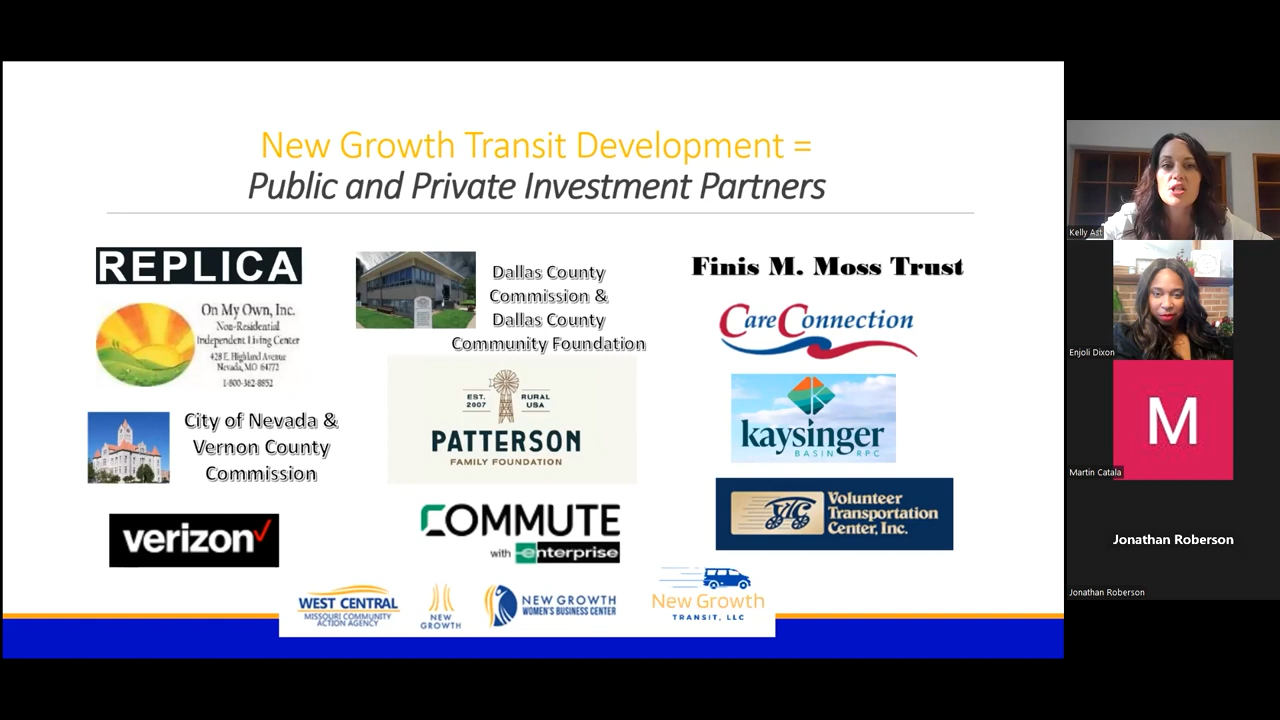 New Growth Transit Development =
Public and Private Investment Partners
REPLICA
On My Own, Inc.
Non-Residential
Independent Living Center
428 E. Highland Avenue
Nevada, MO 64772
1-800-362-8852
City of Nevada &
Vernon County
Commission
verizon
Dallas County
Commission &
Dallas County
Community Foundation
EST. 2007 RURAL USA
PATTERSON
FAMILY FOUNDATION
COMMUTE
with enterprise
Finis M. Moss Trust
CareConnection
kaysinger
BASIN RPC
VTC
Volunteer
Transportation
Center, Inc.
WEST CENTRAL
MISSOURI COMMUNITY
ACTION AGENCY
NEW
GROWTH
NEW GROWTH
WOMEN'S BUSINESS CENTER
New Growth
TRANSIT, LLC
Kelly Ast
Enjoli Dixon
M
Martin Catala
Jonathan Roberson
Jonathan Roberson